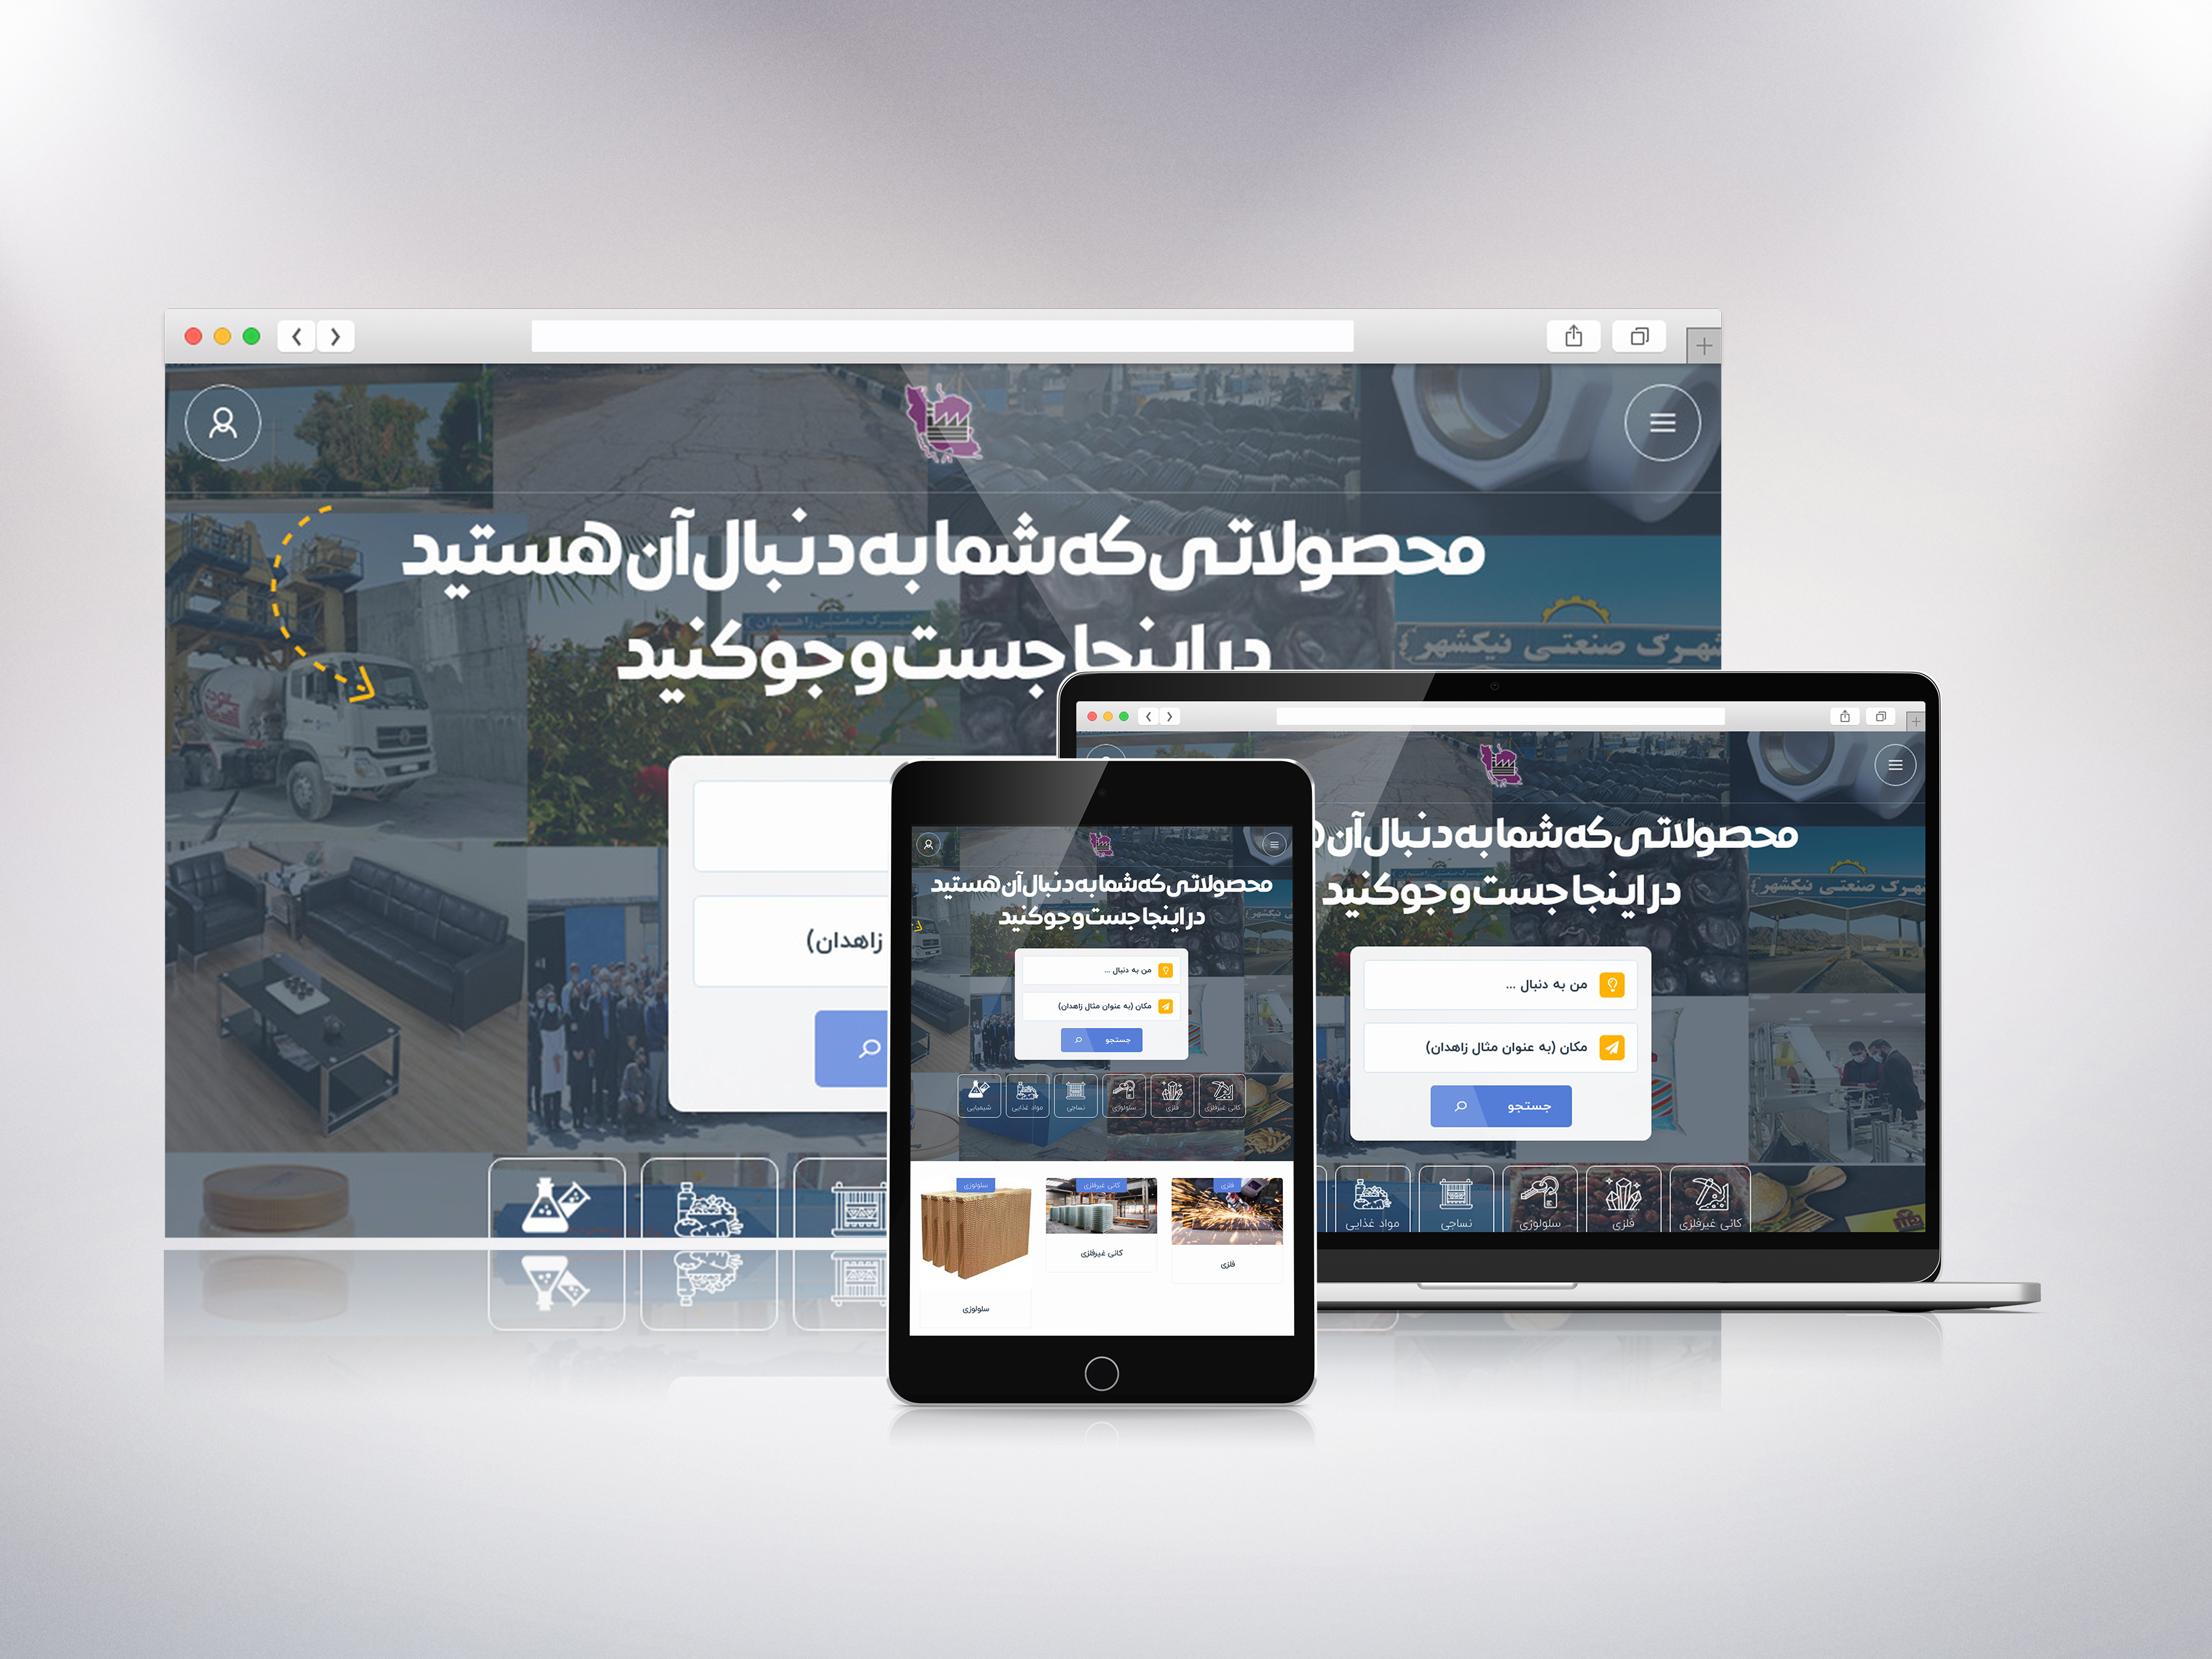 محصولاتی که شما به دنبال آن هستید
در اینجا جست و جو کنید
شهرک صنعتی زاهدان
شهرک صنعتی نیکشهر
زاهدان)
محصولاتی که شما به دنبال آن هستید
در اینجا جست و جو کنید
من به دنبال ...
مکان (به عنوان مثال زاهدان)
جستجو
کانی غیرفلزی
فلزی
سلولوزی
نساجی
مواد غذایی
شیمیایی
فلزی
کانی غیرفلزی
سلولوزی
فلزی
کانی غیرفلزی
سلولوزی
محصولاتی که شما به دنبال آن ه
در اینجا جست و جو کنید
شهرک صنعتی نیکشهر
من به دنبال ...
مکان (به عنوان مثال زاهدان)
جستجو
کانی غیرفلزی
فلزی
سلولوزی
نساجی
مواد غذایی